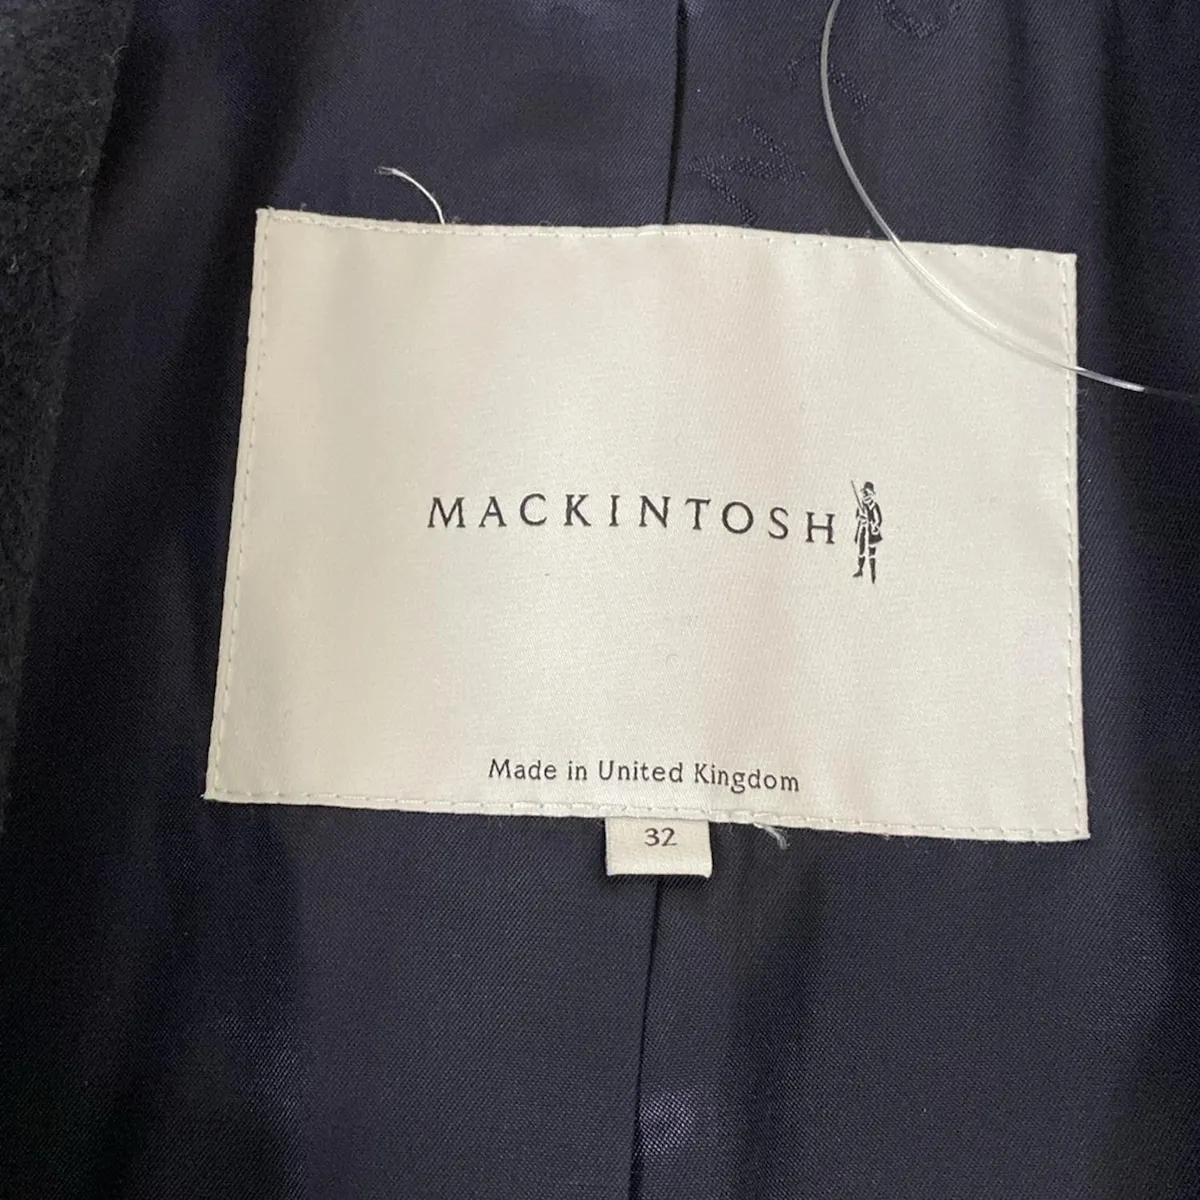 MACKINTOSH
Made in United Kingdom
32